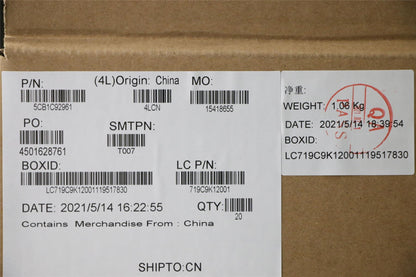 P/N:
(4L)Origin: China
MO:
5CB1C92961
4LCN
15418655
PO:
SMTPN:
4501628761
T007
BOXID:
LC P/N:
LC719C9K12001119517830
719C9K12001
DATE: 2021/5/14 16:22:55
QTY:
20
Contains Merchandise From : China
SHIPTO:CN
净重:
WEIGHT: 1.06 Kg
DATE: 2021/5/14 16:39:54
BOXID:
LC719C9K12001119517830
QA
PASS